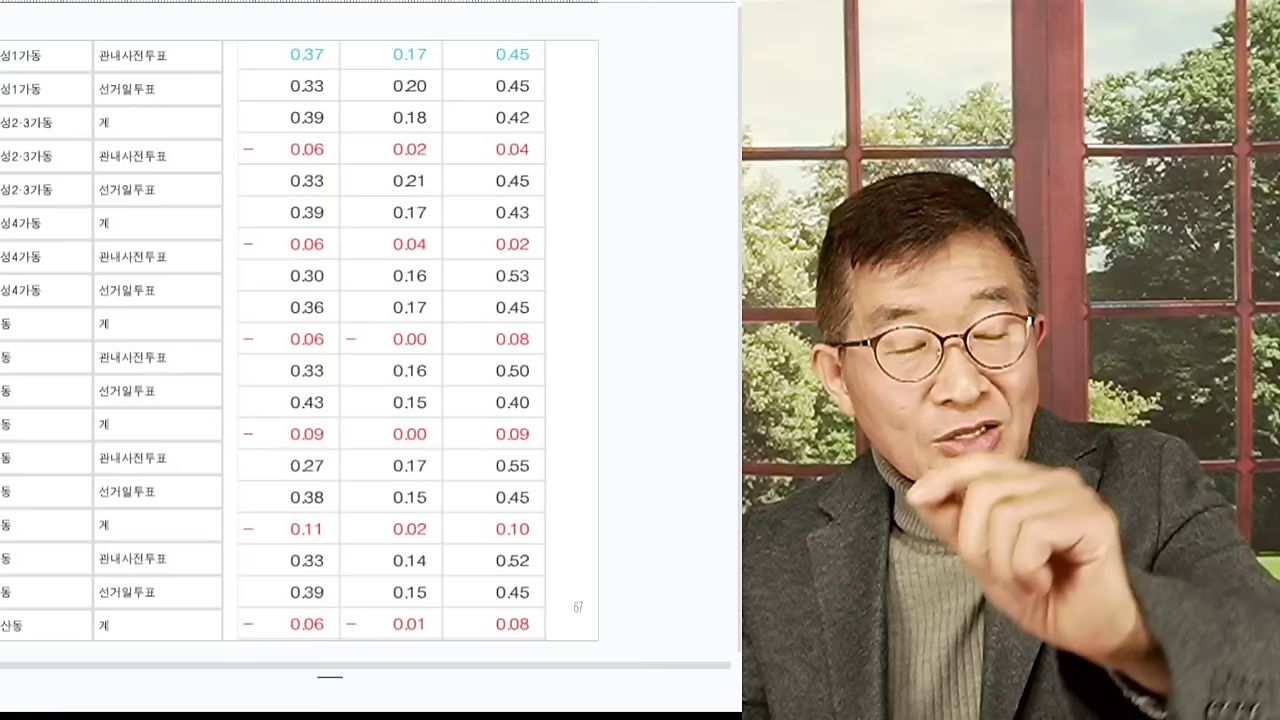 성1가동 관내사전투표 0.37 0.17 0.45
성1가동 선거일투표 0.33 0.20 0.45
성2·3가동 계 0.39 0.18 0.42
성2·3가동 관내사전투표 － 0.06 0.02 0.04
성2·3가동 선거일투표 0.33 0.21 0.45
성4가동 계 0.39 0.17 0.43
성4가동 관내사전투표 － 0.06 0.04 0.02
성4가동 선거일투표 0.30 0.16 0.53
동 계 0.36 0.17 0.45
동 관내사전투표 － 0.06 － 0.00 0.08
동 선거일투표 0.33 0.16 0.50
동 계 0.43 0.15 0.40
동 관내사전투표 － 0.09 0.00 0.09
동 선거일투표 0.27 0.17 0.55
동 계 0.38 0.15 0.45
동 관내사전투표 － 0.11 0.02 0.10
동 선거일투표 0.33 0.14 0.52
산동 계 0.39 0.15 0.45
－ 0.06 － 0.01 0.08
67